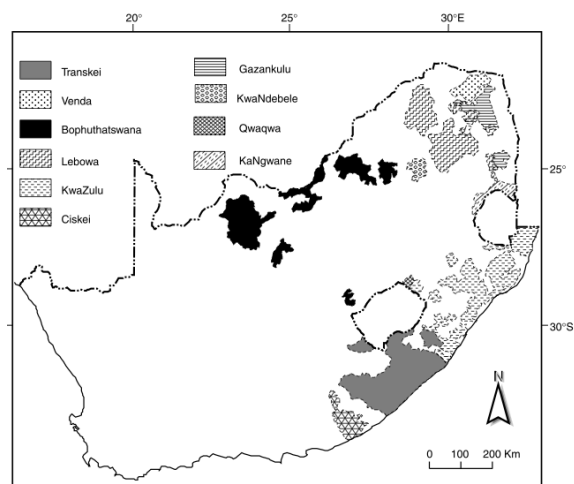 20°
25°
30°E
Transkei
Venda
Bophuthatswana
Lebowa
KwaZulu
Ciskei
Gazankulu
KwaNdebele
Qwaqwa
KaNgwane
25°
30°S
N
0 100 200 Km